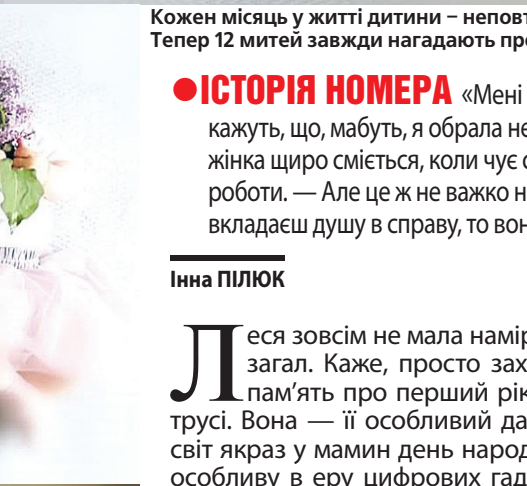 Кожен місяць у житті дитини – неповт
Тепер 12 митей завжди нагадають пр
●ІСТОРІЯ НОМЕРА «Мені
кажуть, що, мабуть, я обрала не
жінка щиро сміється, коли чує
роботи. — Але це ж не важко н
вкладаєш душу в справу, то вон
Інна ПІЛЮК
Леся зовсім не мала намір
загал. Каже, просто зах
пам’ять про перший рік
трусі. Вона — її особливий да
світ якраз у мамин день народ
особливу в еру цифрових гад